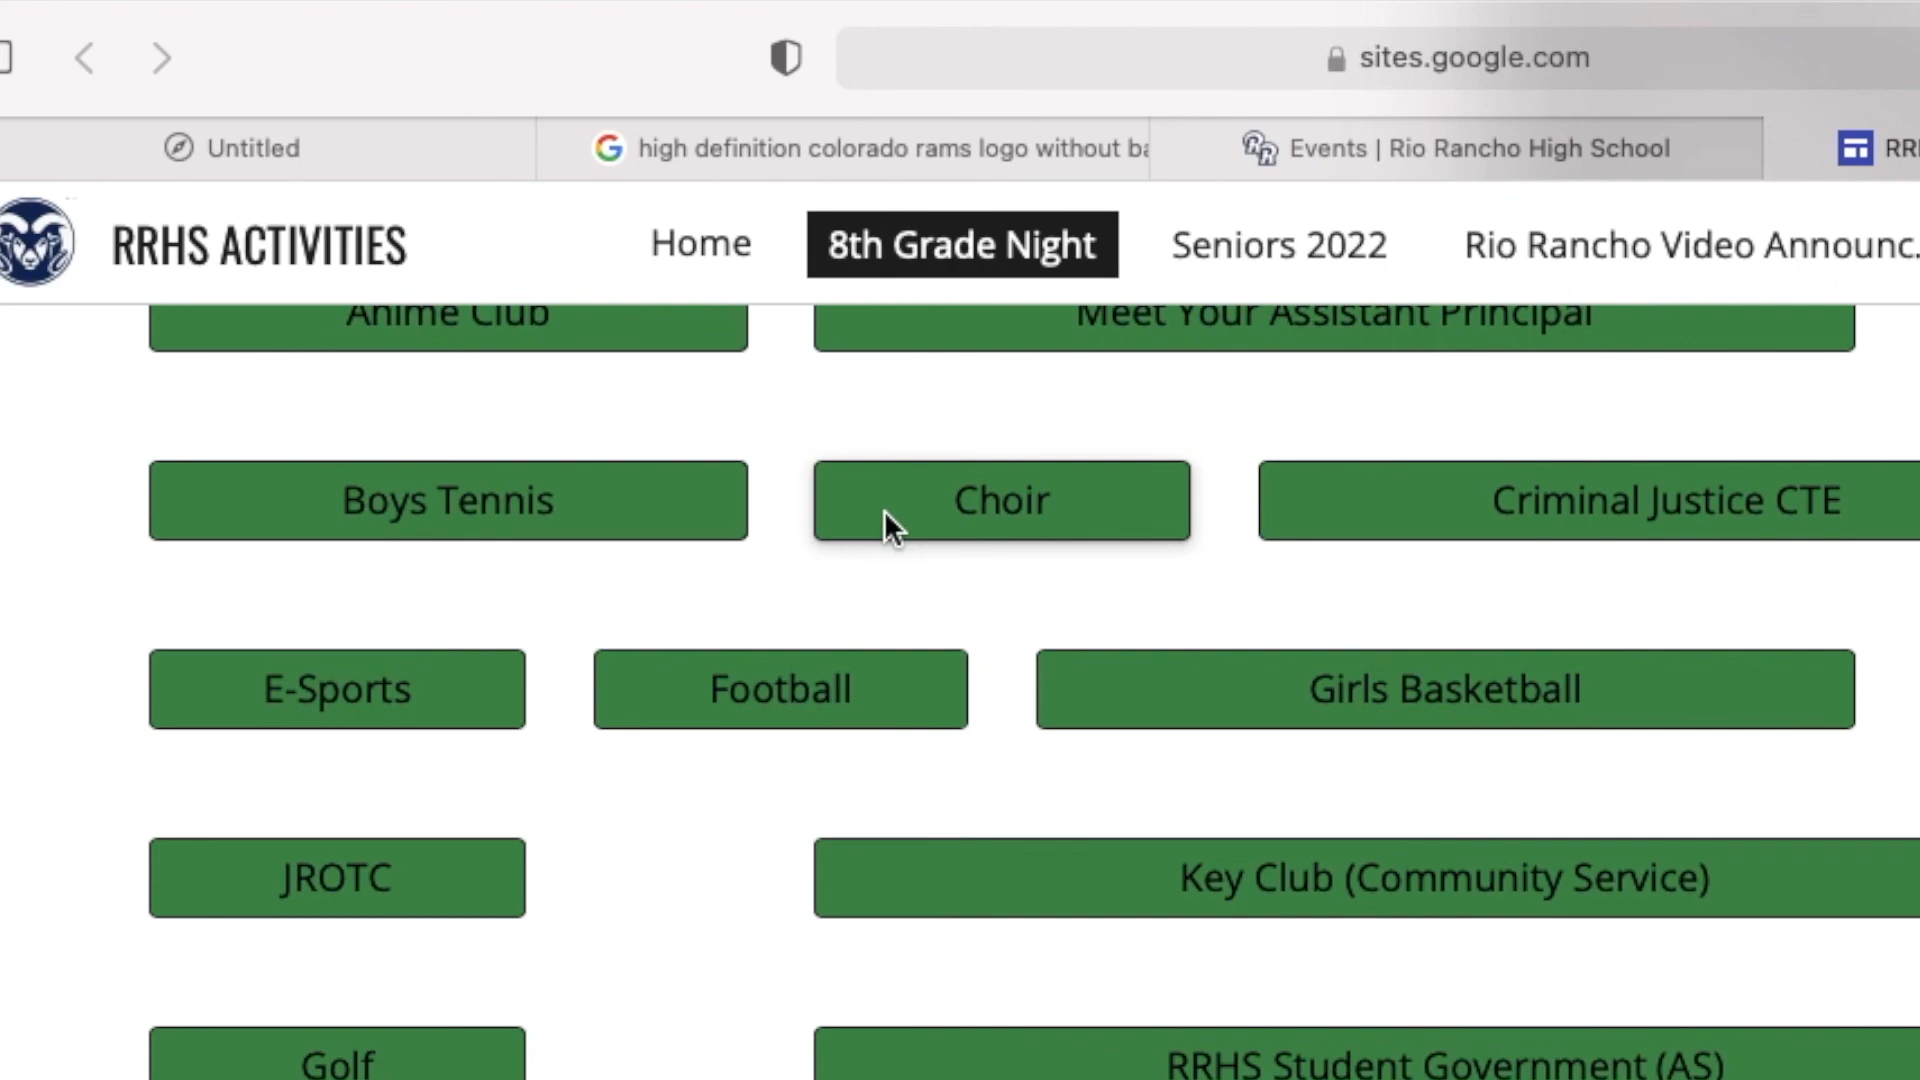 sites.google.com
Untitled
high definition colorado rams logo without ba
Events | Rio Rancho High School
RR
RRHS ACTIVITIES
Home
8th Grade Night
Seniors 2022
Rio Rancho Video Announc.
Anime Club
Meet Your Assistant Principal
Boys Tennis
Choir
Criminal Justice CTE
E-Sports
Football
Girls Basketball
JROTC
Key Club (Community Service)
Golf
RRHS Student Government (AS)